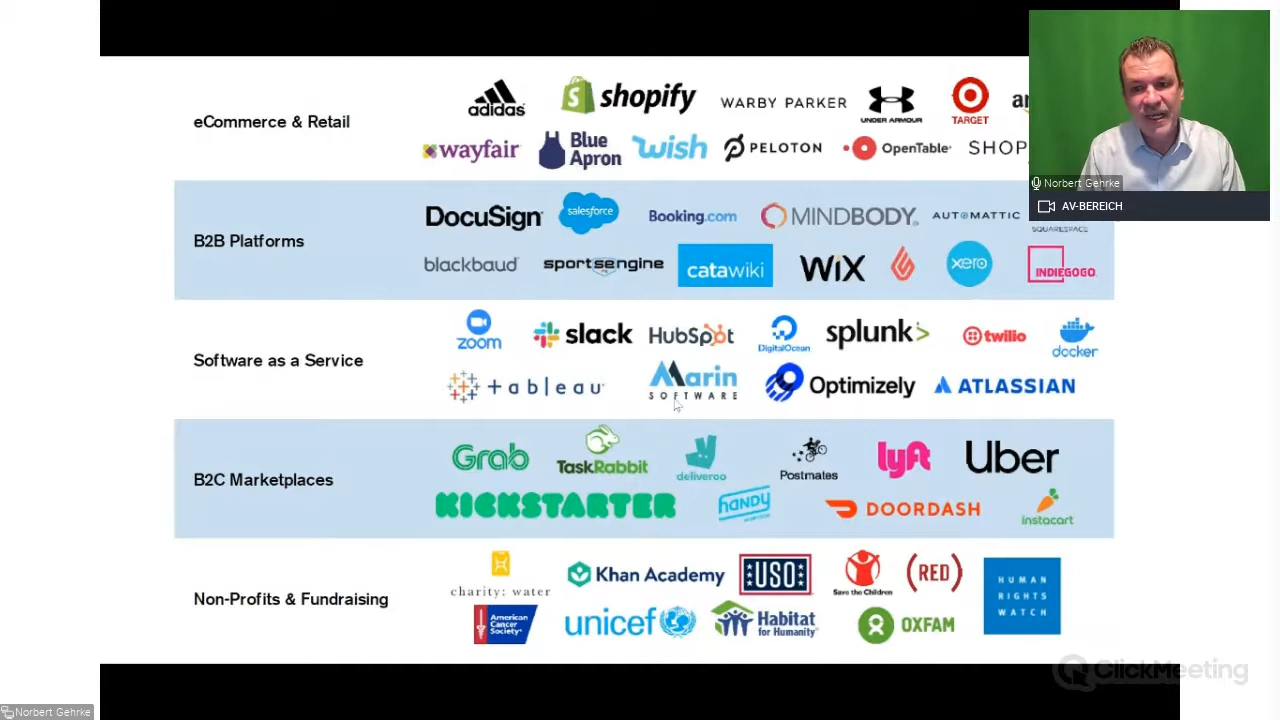 eCommerce & Retail
adidas
shopify
WARBY PARKER
UNDER ARMOUR
TARGET
wayfair
Blue
Apron
wish
PELOTON
OpenTable
SHOP
Norbert Gehrke
AV-BEREICH
B2B Platforms
DocuSign
salesforce
Booking.com
MINDBODY
AUTOMATTIC
SQUARESPACE
blackbaud
sportsengine
catawiki
WiX
xero
INDIEGOGO
Software as a Service
zoom
slack
HubSpot
DigitalOcean
splunk>
twilio
docker
+ableau
Marin
SOFTWARE
Optimizely
ATLASSIAN
B2C Marketplaces
Grab
TaskRabbit
deliveroo
Postmates
lyft
Uber
KICKSTARTER
handy
DOORDASH
instacart
Non-Profits & Fundraising
charity: water
Khan Academy
USO
Save the Children
(RED)
HUMAN
RIGHTS
WATCH
American
Cancer
Society
unicef
Habitat
for Humanity
OXFAM
ClickMeeting
Norbert Gehrke